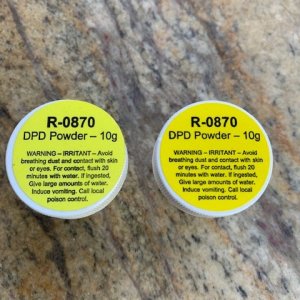 R-0870
DPD Powder – 10g
WARNING – IRRITANT – Avoid
breathing dust and contact with skin
or eyes. For contact, flush 20
minutes with water. If ingested,
Give large amounts of water.
Induce vomiting. Call local
poison control.
R-0870
DPD Powder – 10g
WARNING – IRRITANT – Avoid
breathing dust and contact with skin
or eyes. For contact, flush 20
minutes with water. If ingested,
Give large amounts of water.
Induce vomiting. Call local
poison control.